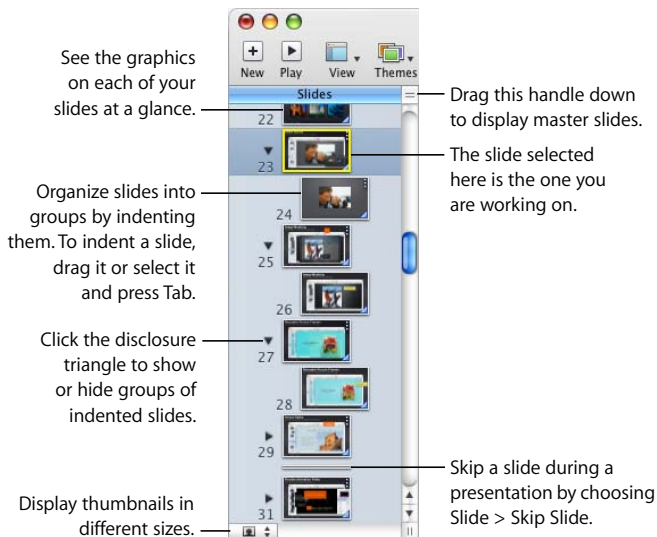 See the graphics
on each of your
slides at a glance.
Organize slides into
groups by indenting
them. To indent a slide,
drag it or select it
and press Tab.
Click the disclosure
triangle to show
or hide groups of
indented slides.
Display thumbnails in
different sizes.
New Play View Themes
Slides
22
23
24
25
26
27
28
29
31
Drag this handle down
to display master slides.
The slide selected
here is the one you
are working on.
Skip a slide during a
presentation by choosing
Slide > Skip Slide.